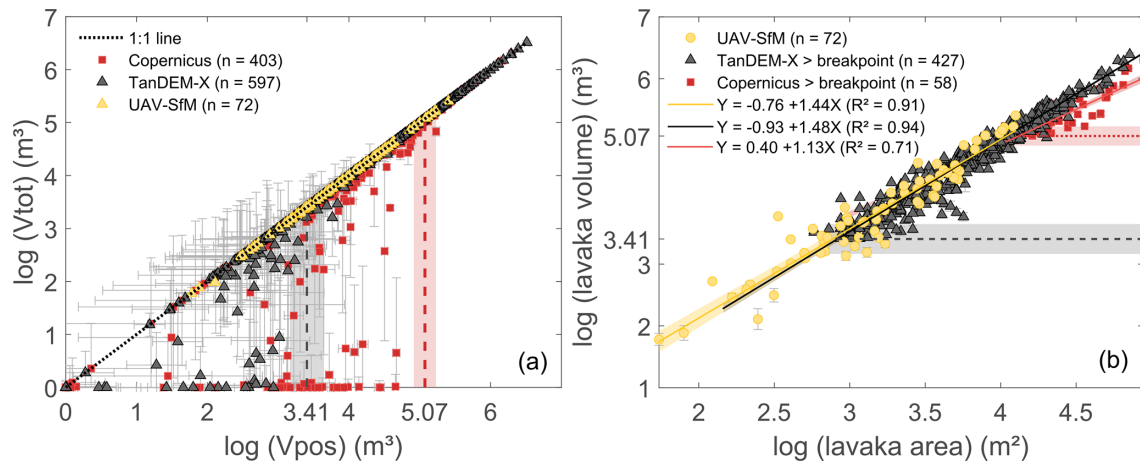 7
6
5
4
3
2
1
0
log (Vtot) (m³)
1:1 line
Copernicus (n = 403)
TanDEM-X (n = 597)
UAV-SfM (n = 72)
(a)
0 1 2 3.41 4 5.07 6
log (Vpos) (m³)
7
6
5.07
3.41
3
2
1
log (lavaka volume) (m³)
UAV-SfM (n = 72)
TanDEM-X > breakpoint (n = 427)
Copernicus > breakpoint (n = 58)
Y = -0.76 +1.44X (R² = 0.91)
Y = -0.93 +1.48X (R² = 0.94)
Y = 0.40 +1.13X (R² = 0.71)
(b)
2 2.5 3 3.5 4 4.5
log (lavaka area) (m²)